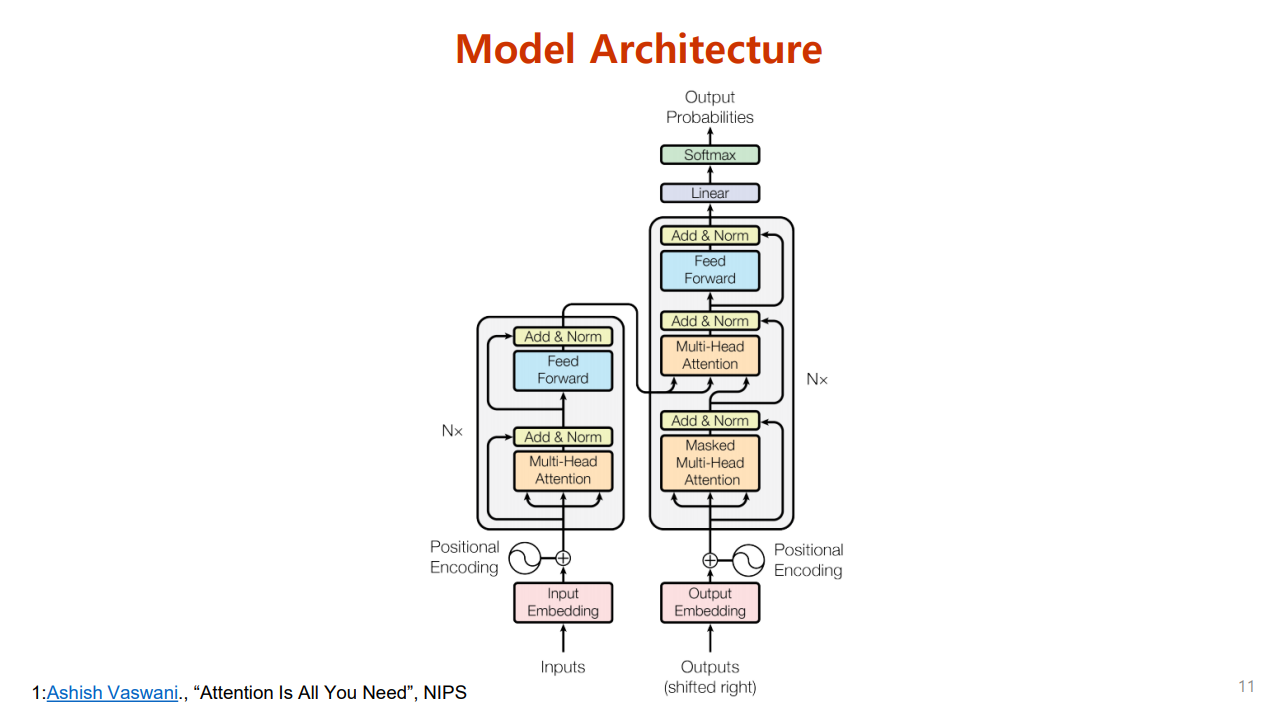 Model Architecture
Output
Probabilities
Softmax
Linear
Add & Norm
Feed
Forward
Add & Norm
Multi-Head
Attention
Add & Norm
Masked
Multi-Head
Attention
N×
Add & Norm
Feed
Forward
Add & Norm
Multi-Head
Attention
N×
Positional
Encoding
Input
Embedding
Inputs
Positional
Encoding
Output
Embedding
Outputs
(shifted right)
1:Ashish Vaswani., “Attention Is All You Need”, NIPS
11